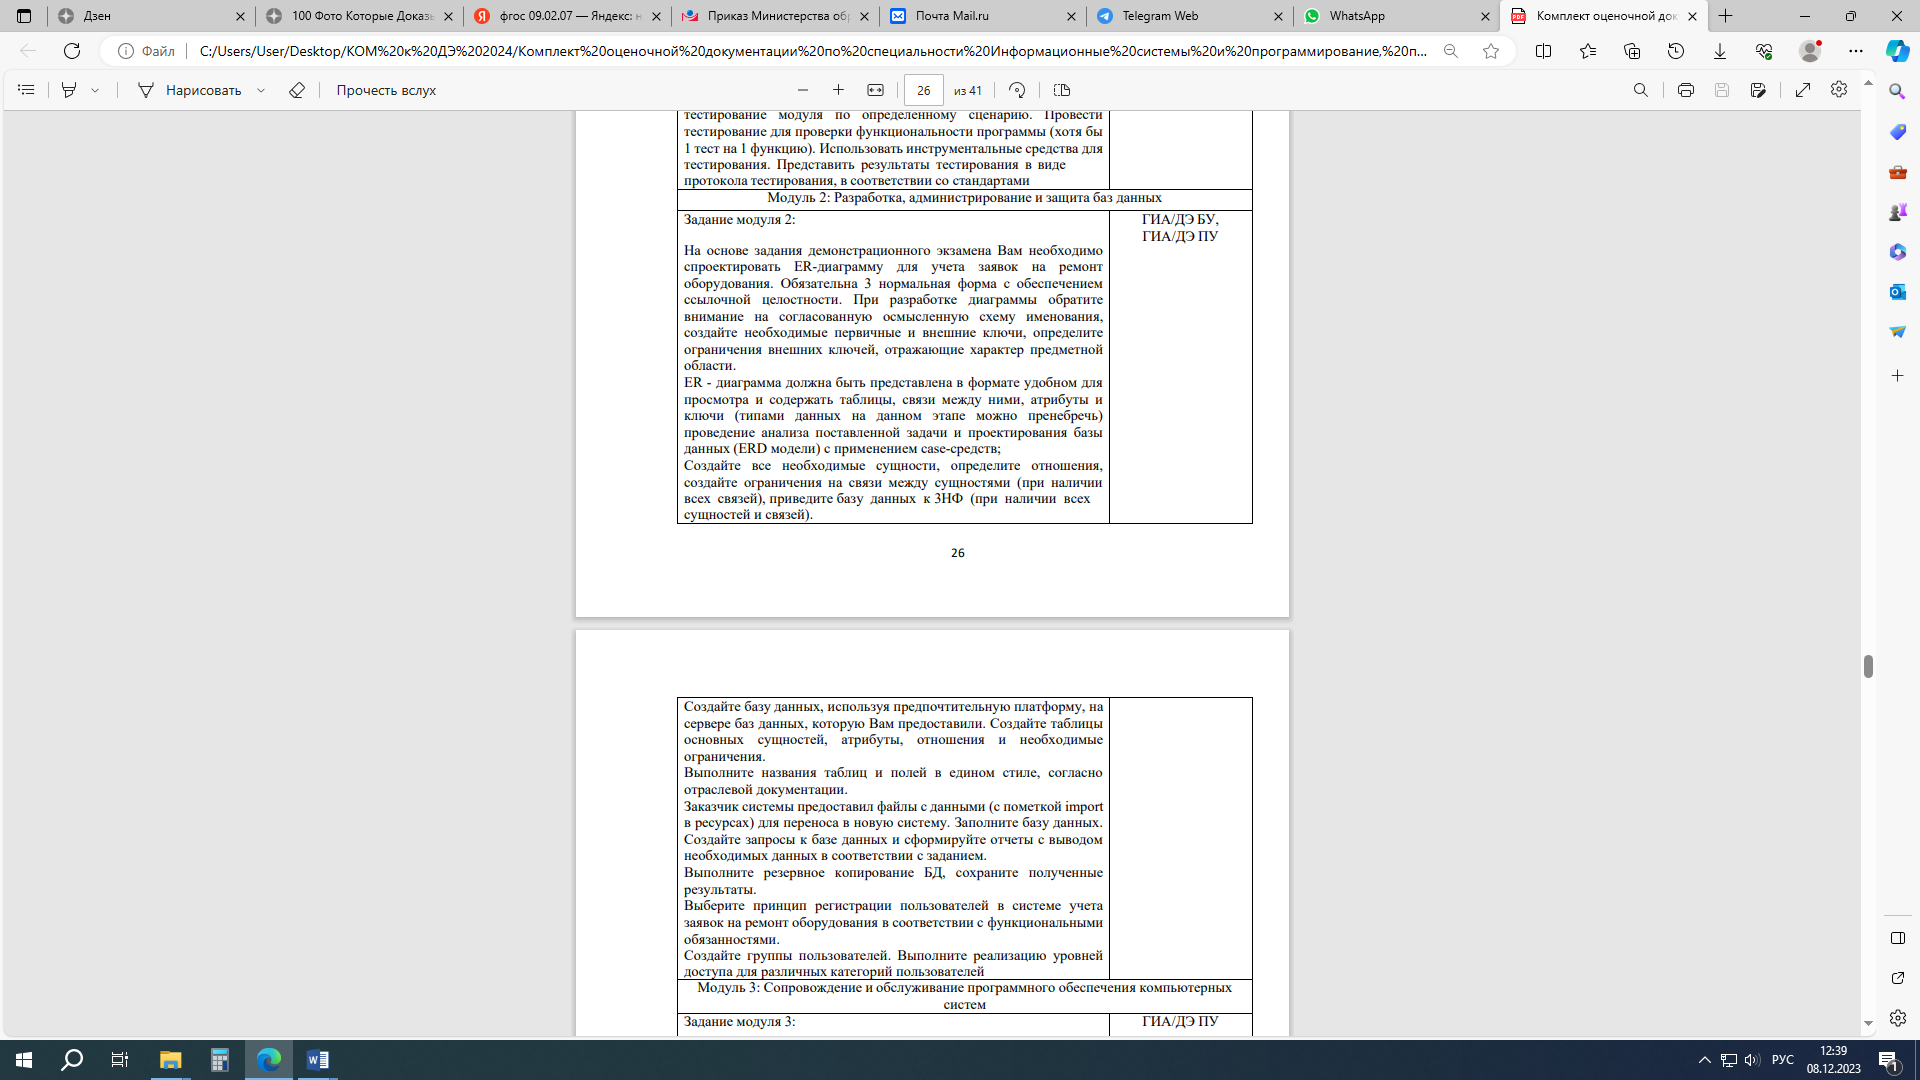 Дзен
100 Фото Которые Доказы
фгос 09.02.07 — Яндекс: н
Приказ Министерства обр
Почта Mail.ru
Telegram Web
WhatsApp
Комплект оценочной док
Файл
C:/Users/User/Desktop/КОМ%20к%20ДЭ%202024/Комплект%20оценочной%20документации%20по%20специальности%20Информационные%20системы%20и%20программирование,%20п...
Нарисовать
Прочесть вслух
26
из 41
тестирование модуля по определенному сценарию. Провести
тестирование для проверки функциональности программы (хотя бы
1 тест на 1 функцию). Использовать инструментальные средства для
тестирования. Представить результаты тестирования в виде
протокола тестирования, в соответствии со стандартами
Модуль 2: Разработка, администрирование и защита баз данных
Задание модуля 2:
ГИА/ДЭ БУ,
ГИА/ДЭ ПУ
На основе задания демонстрационного экзамена Вам необходимо
спроектировать ER-диаграмму для учета заявок на ремонт
оборудования. Обязательна 3 нормальная форма с обеспечением
ссылочной целостности. При разработке диаграммы обратите
внимание на согласованную осмысленную схему именования,
создайте необходимые первичные и внешние ключи, определите
ограничения внешних ключей, отражающие характер предметной
области.
ER - диаграмма должна быть представлена в формате удобном для
просмотра и содержать таблицы, связи между ними, атрибуты и
ключи (типами данных на данном этапе можно пренебречь)
проведение анализа поставленной задачи и проектирования базы
данных (ERD модели) с применением case-средств;
Создайте все необходимые сущности, определите отношения,
создайте ограничения на связи между сущностями (при наличии
всех связей), приведите базу данных к 3НФ (при наличии всех
сущностей и связей).
26
Создайте базу данных, используя предпочтительную платформу, на
сервере баз данных, которую Вам предоставили. Создайте таблицы
основных сущностей, атрибуты, отношения и необходимые
ограничения.
Выполните названия таблиц и полей в едином стиле, согласно
отраслевой документации.
Заказчик системы предоставил файлы с данными (с пометкой import
в ресурсах) для переноса в новую систему. Заполните базу данных.
Создайте запросы к базе данных и сформируйте отчеты с выводом
необходимых данных в соответствии с заданием.
Выполните резервное копирование БД, сохраните полученные
результаты.
Выберите принцип регистрации пользователей в системе учета
заявок на ремонт оборудования в соответствии с функциональными
обязанностями.
Создайте группы пользователей. Выполните реализацию уровней
доступа для различных категорий пользователей
Модуль 3: Сопровождение и обслуживание программного обеспечения компьютерных
систем
Задание модуля 3:
ГИА/ДЭ ПУ
РУС
12:39
08.12.2023
1